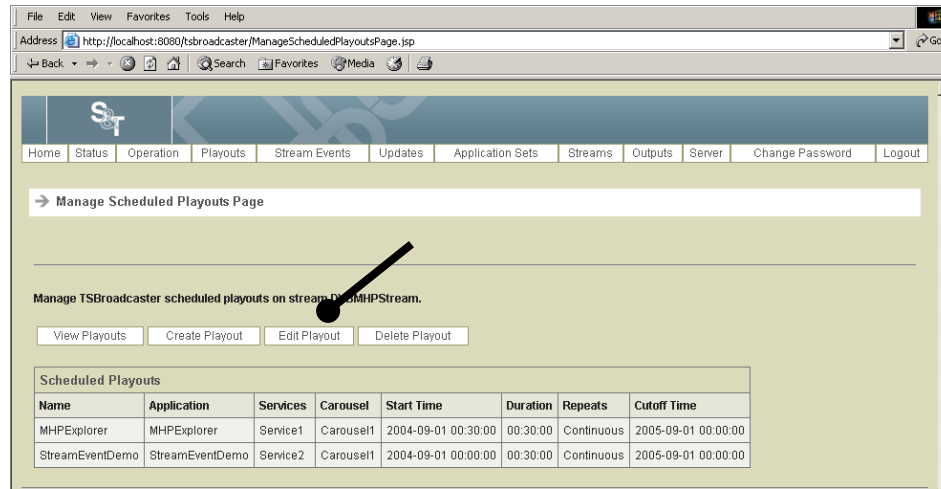 File Edit View Favorites Tools Help
Address http://localhost:8080/tsbroadcaster/ManageScheduledPlayoutsPage.jsp Go
Back Search Favorites Media
S&T
Home Status Operation Playouts Stream Events Updates Application Sets Streams Outputs Server Change Password Logout
Manage Scheduled Playouts Page
Manage TSBroadcaster scheduled playouts on stream
View Playouts Create Playout Edit Playout Delete Playout
Scheduled Playouts
Name Application Services Carousel Start Time Duration Repeats Cutoff Time
MHPExplorer MHPExplorer Service1 Carousel1 2004-09-01 00:30:00 00:30:00 Continuous 2005-09-01 00:00:00
StreamEventDemo StreamEventDemo Service2 Carousel1 2004-09-01 00:00:00 00:30:00 Continuous 2005-09-01 00:00:00